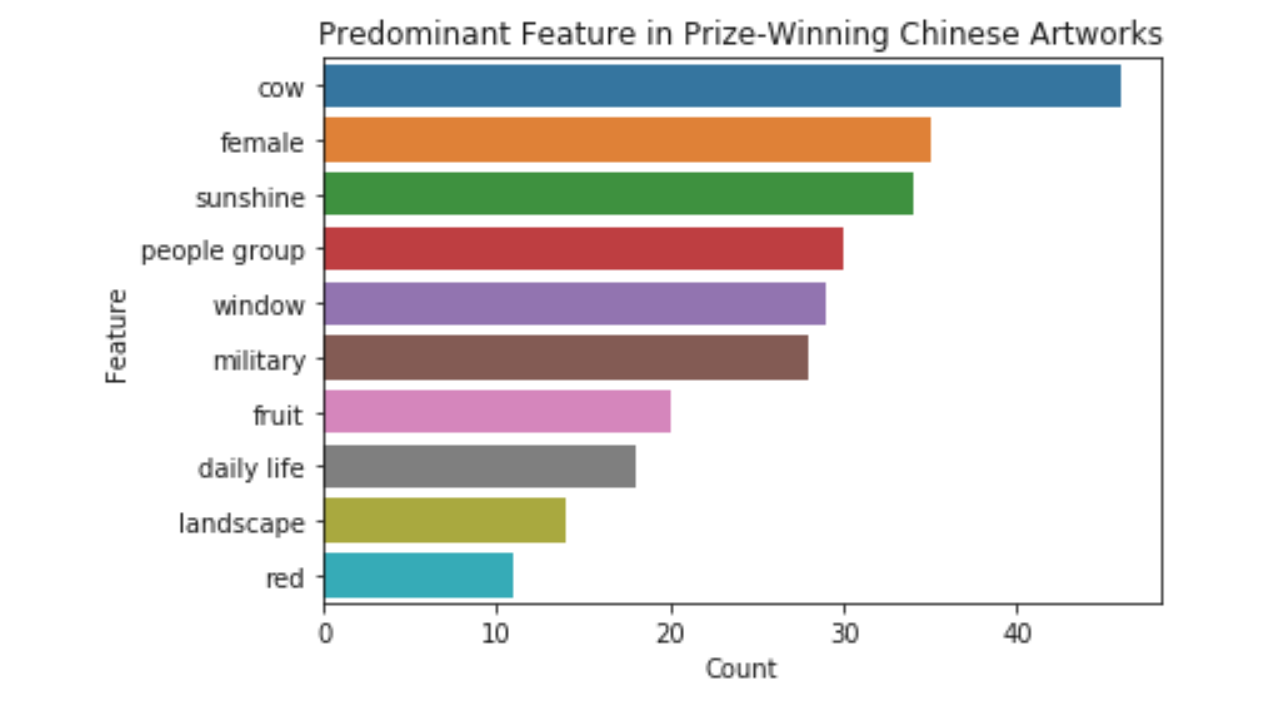 Predominant Feature in Prize-Winning Chinese Artworks
cow
female
sunshine
people group
window
military
fruit
daily life
landscape
red
Feature
0 10 20 30 40
Count